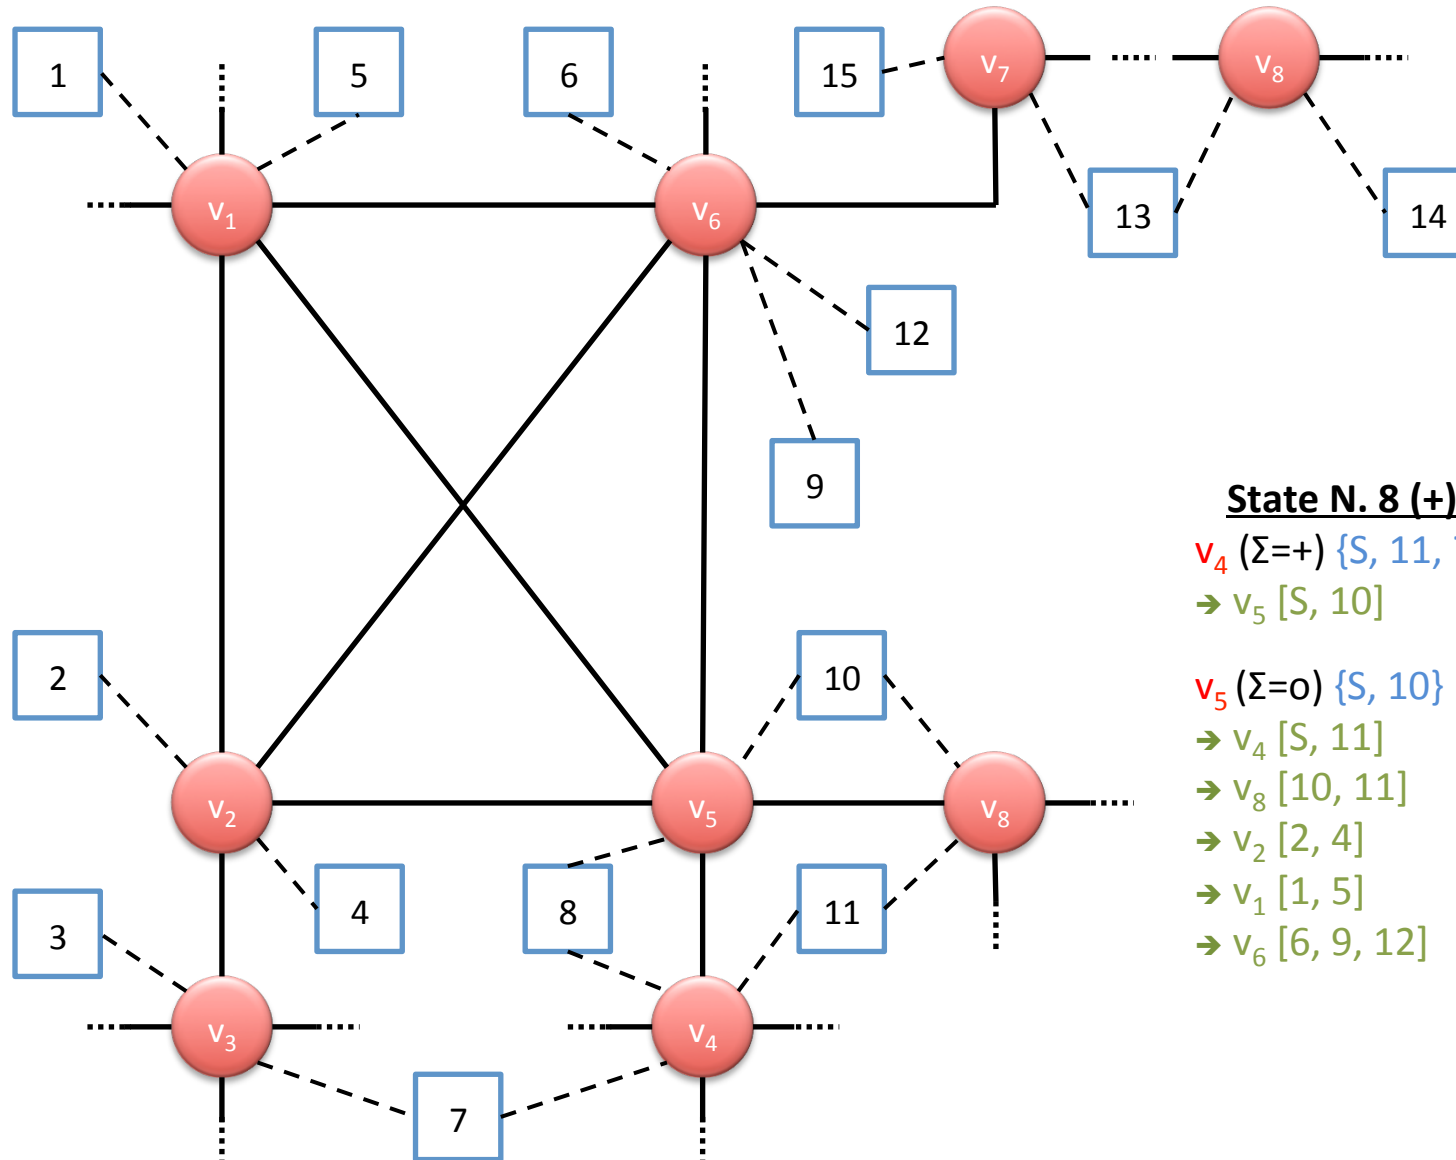 1
5
6
15
v7
v8
v1
v6
13
14
12
9
State N. 8 (+)
v4 (Σ=+) {S, 11,
➔ v5 [S, 10]
2
10
v5 (Σ=o) {S, 10}
➔ v4 [S, 11]
➔ v8 [10, 11]
➔ v2 [2, 4]
➔ v1 [1, 5]
➔ v6 [6, 9, 12]
v2
v5
v8
3
4
8
11
v3
v4
7